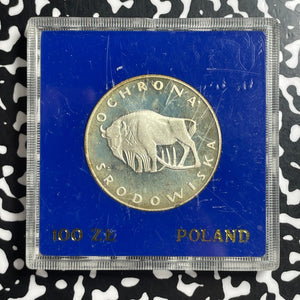 OCHRONA
ŚRODOWISKA
100 ZŁ POLAND